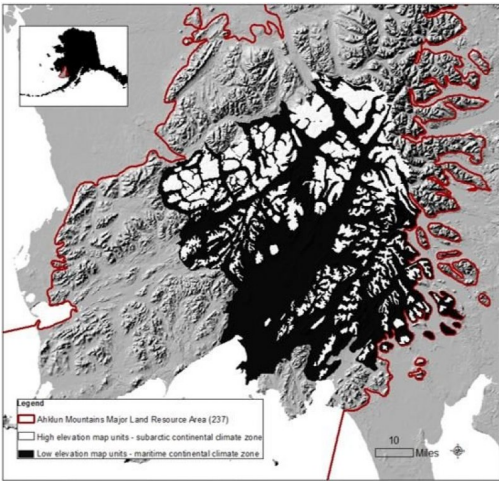 10
Miles
Legend
Ahklun Mountains Major Land Resource Area (237)
High elevation map units - subarctic continental climate zone
Low elevation map units - maritime continental climate zone